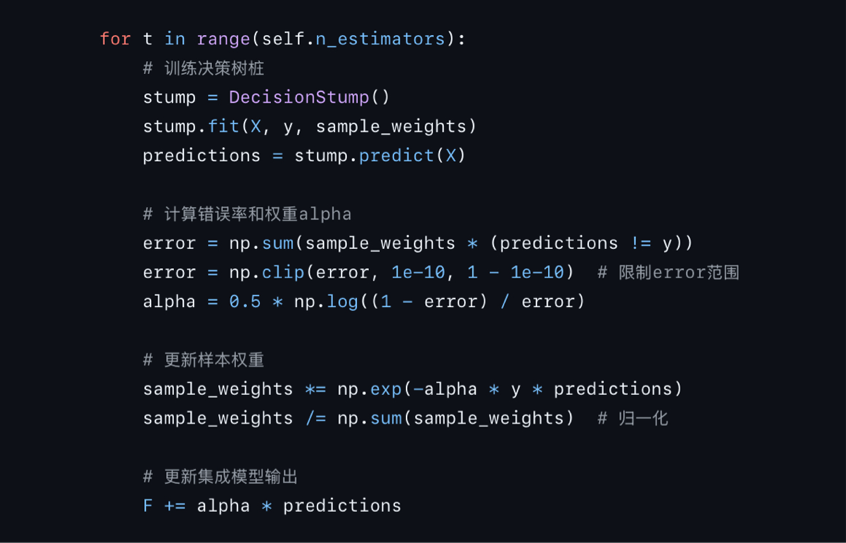 for t in range(self.n_estimators):
# 训练决策树桩
stump = DecisionStump()
stump.fit(X, y, sample_weights)
predictions = stump.predict(X)
# 计算错误率和权重alpha
error = np.sum(sample_weights * (predictions != y))
error = np.clip(error, 1e-10, 1 - 1e-10)  # 限制error范围
alpha = 0.5 * np.log((1 - error) / error)
# 更新样本权重
sample_weights *= np.exp(-alpha * y * predictions)
sample_weights /= np.sum(sample_weights)  # 归一化
# 更新集成模型输出
F += alpha * predictions